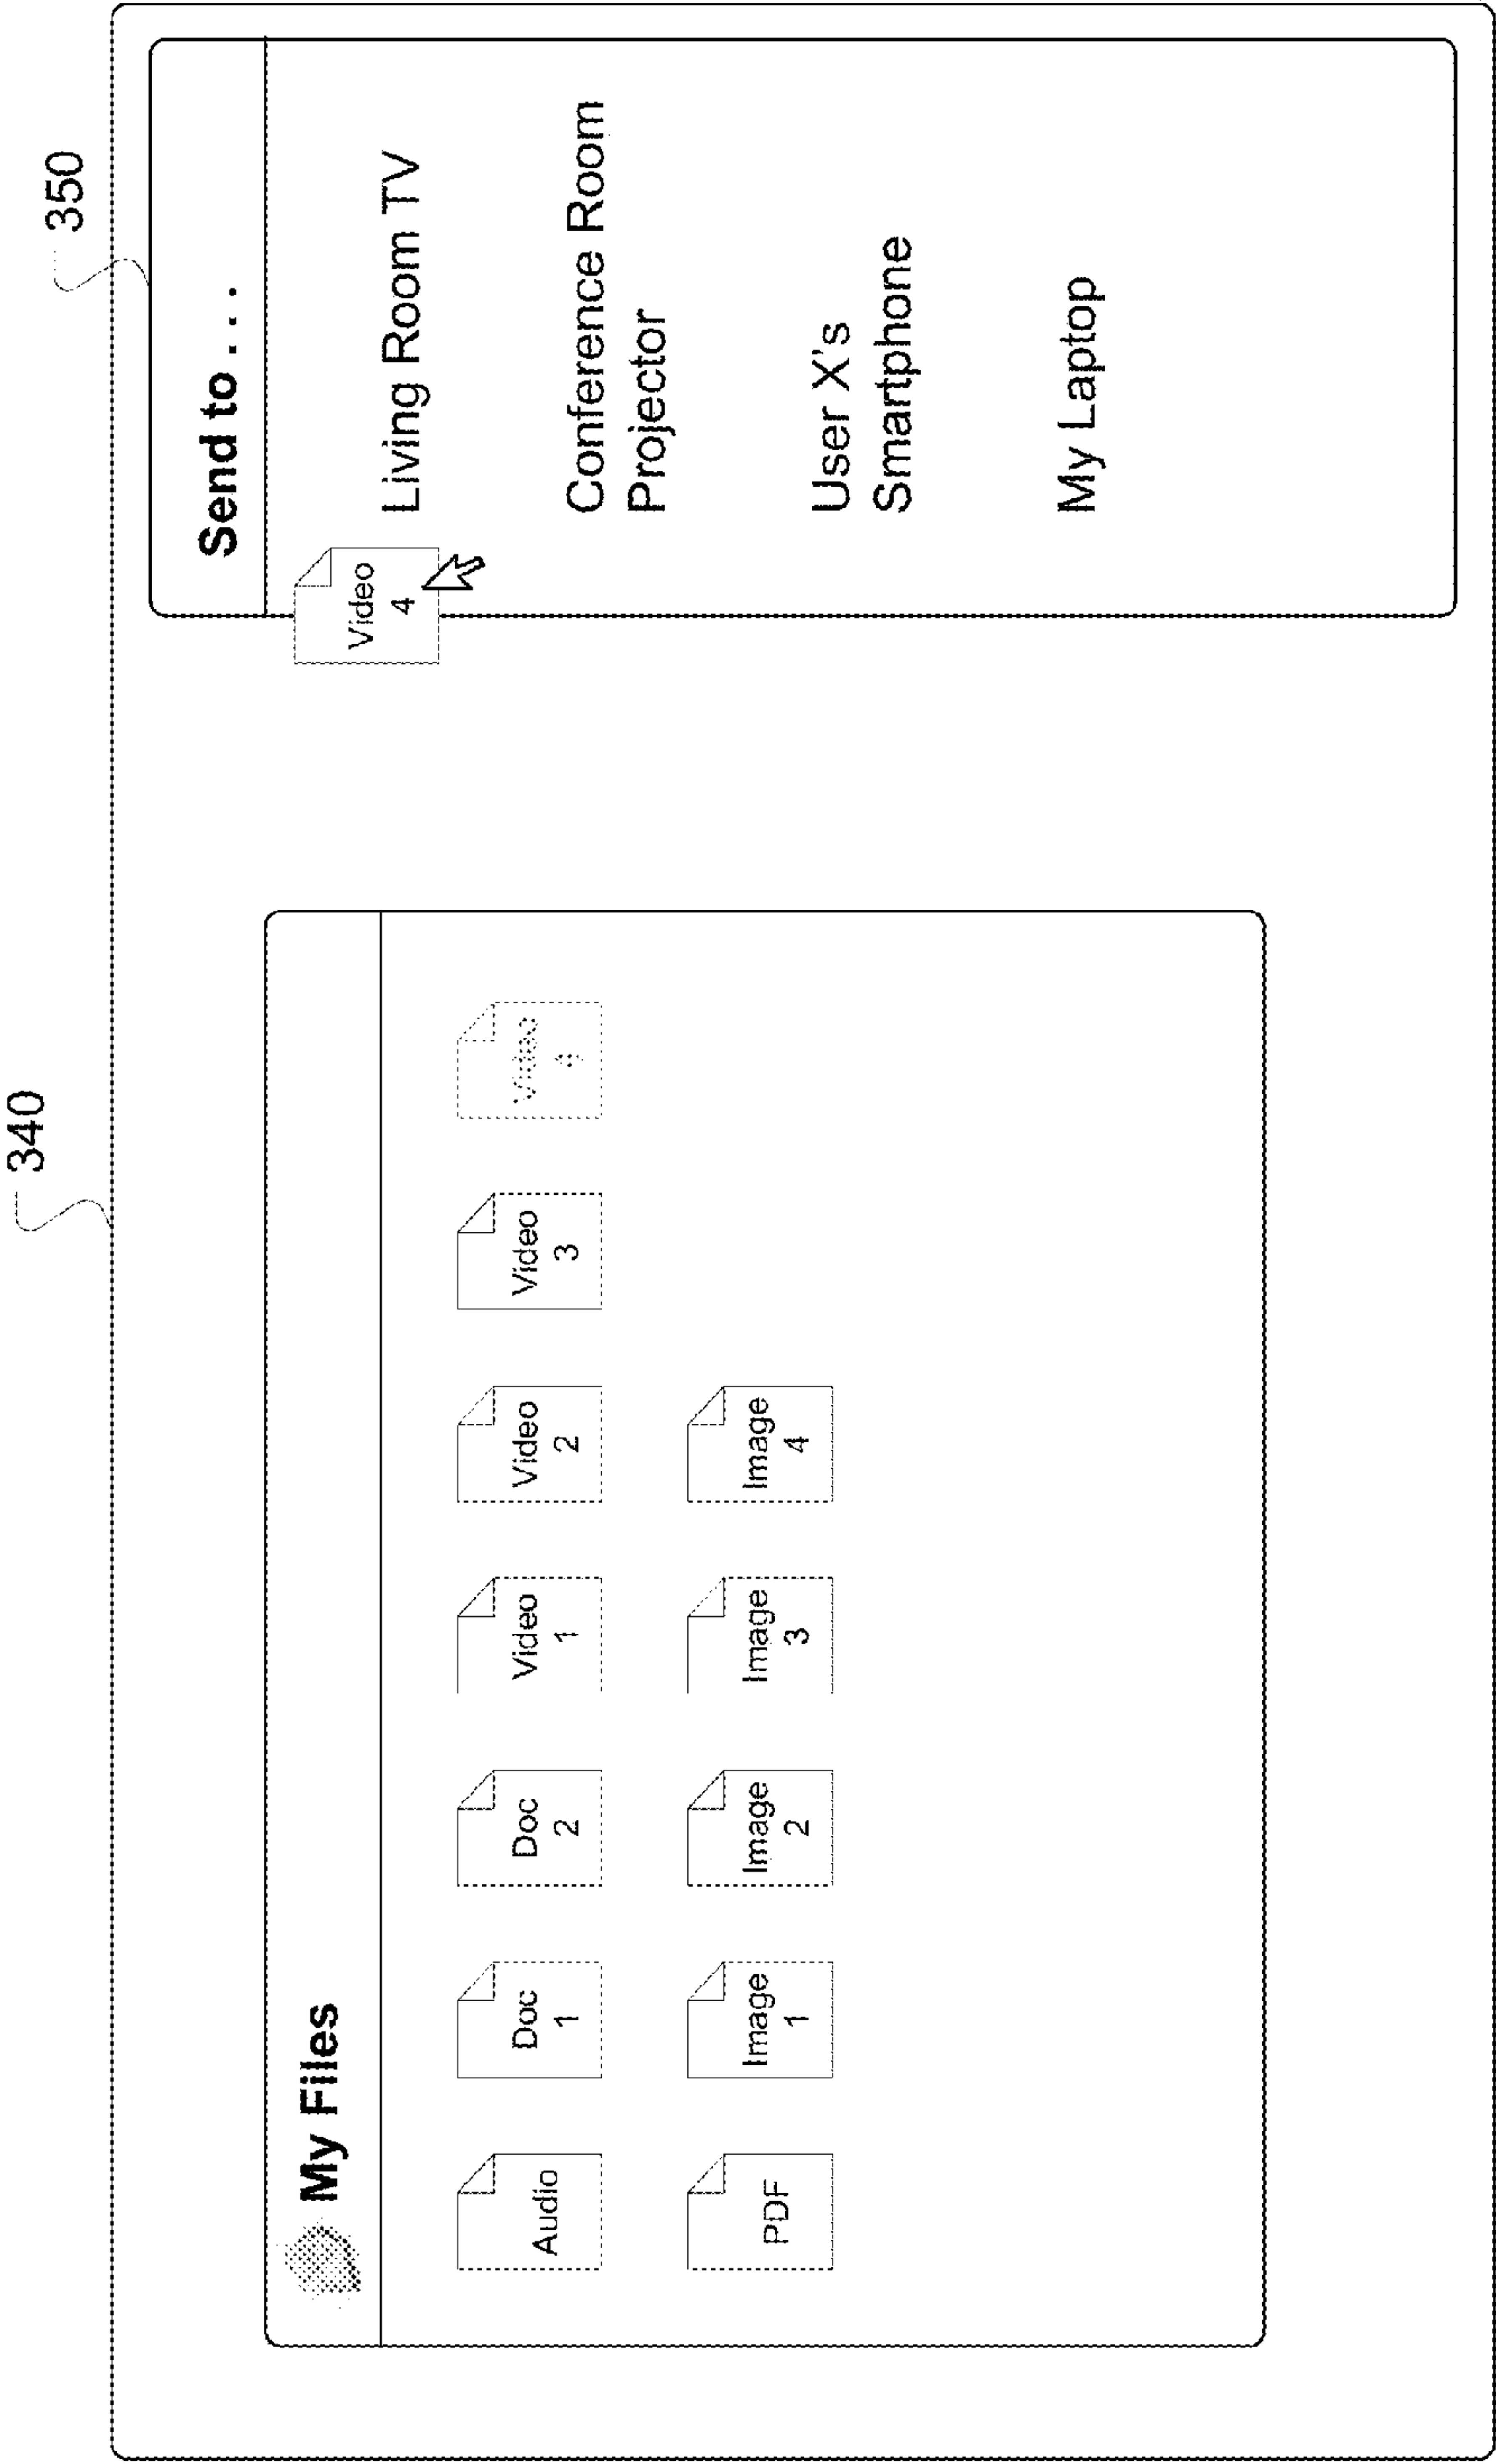 340
350
My Files
Audio
Doc
1
Doc
2
Video
1
Video
2
Video
3
Video
4
PDF
Image
1
Image
2
Image
3
Image
4
Send to . . .
Video
4
Living Room TV
Conference Room
Projector
User X's
Smartphone
My Laptop